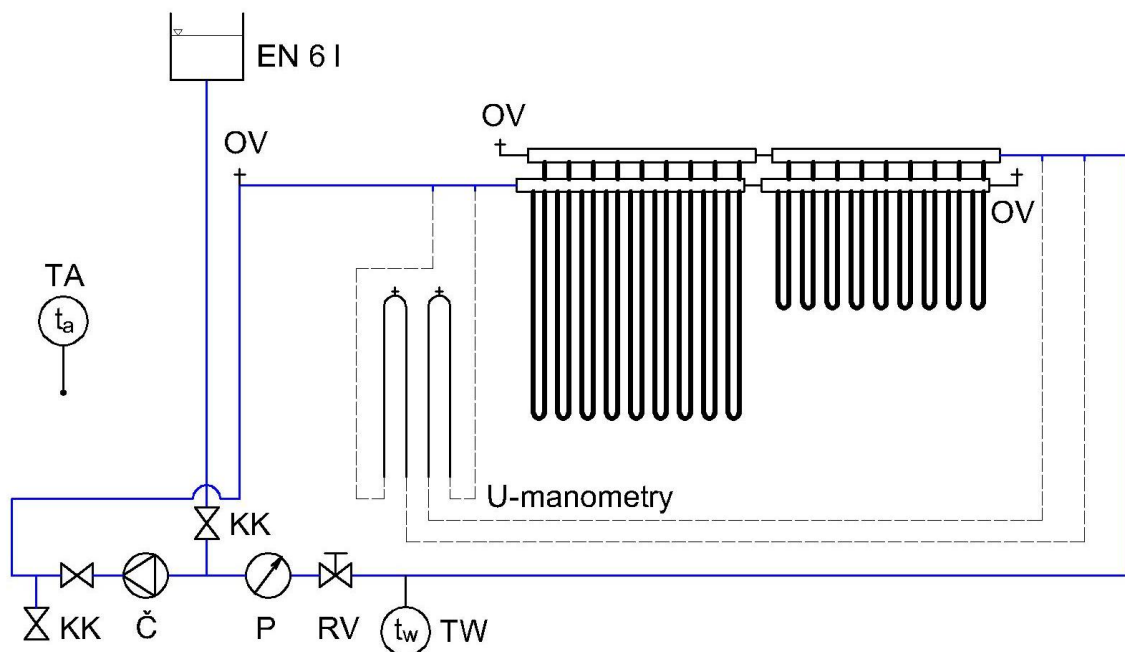 EN 6 l
OV
OV
OV
TA
ta
U-manometry
KK
KK
Č
P
RV
tw
TW